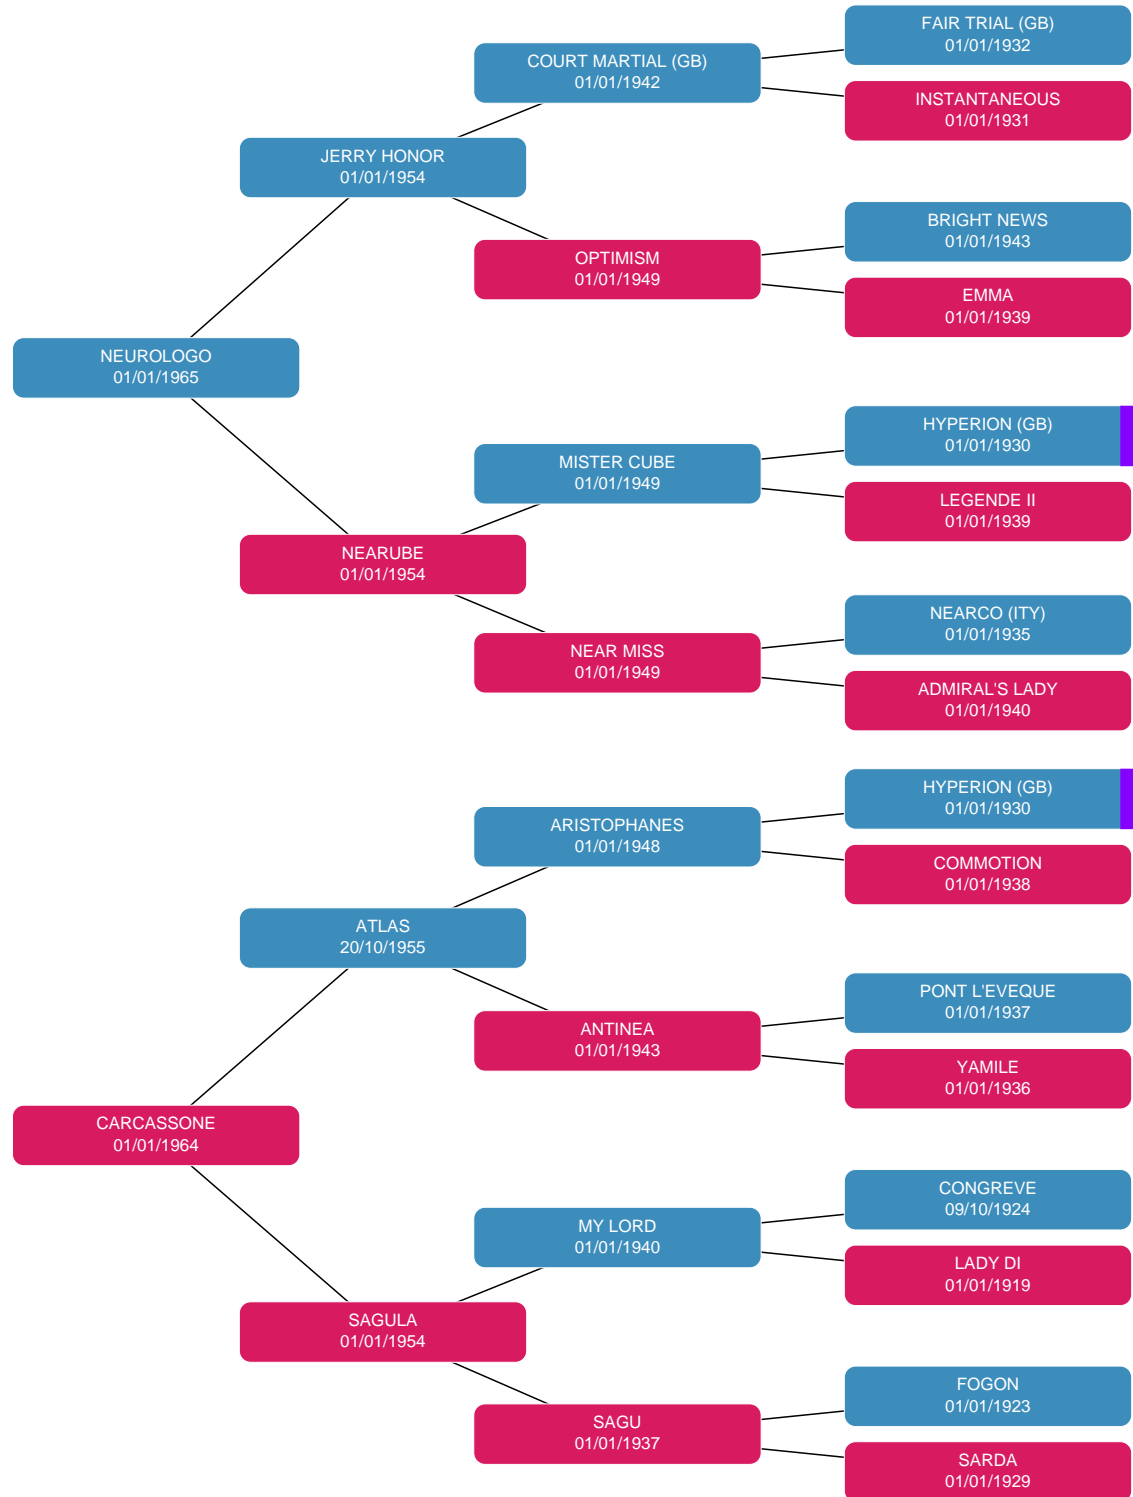 FAIR TRIAL (GB)
01/01/1932
COURT MARTIAL (GB)
01/01/1942
INSTANTANEOUS
01/01/1931
JERRY HONOR
01/01/1954
BRIGHT NEWS
01/01/1943
OPTIMISM
01/01/1949
EMMA
01/01/1939
NEUROLOGO
01/01/1965
HYPERION (GB)
01/01/1930
MISTER CUBE
01/01/1949
LEGENDE II
01/01/1939
NEARUBE
01/01/1954
NEARCO (ITY)
01/01/1935
NEAR MISS
01/01/1949
ADMIRAL'S LADY
01/01/1940
HYPERION (GB)
01/01/1930
ARISTOPHANES
01/01/1948
COMMOTION
01/01/1938
ATLAS
20/10/1955
PONT L'EVEQUE
01/01/1937
ANTINEA
01/01/1943
YAMILE
01/01/1936
CARCASSONE
01/01/1964
CONGREVE
09/10/1924
MY LORD
01/01/1940
LADY DI
01/01/1919
SAGULA
01/01/1954
FOGON
01/01/1923
SAGU
01/01/1937
SARDA
01/01/1929